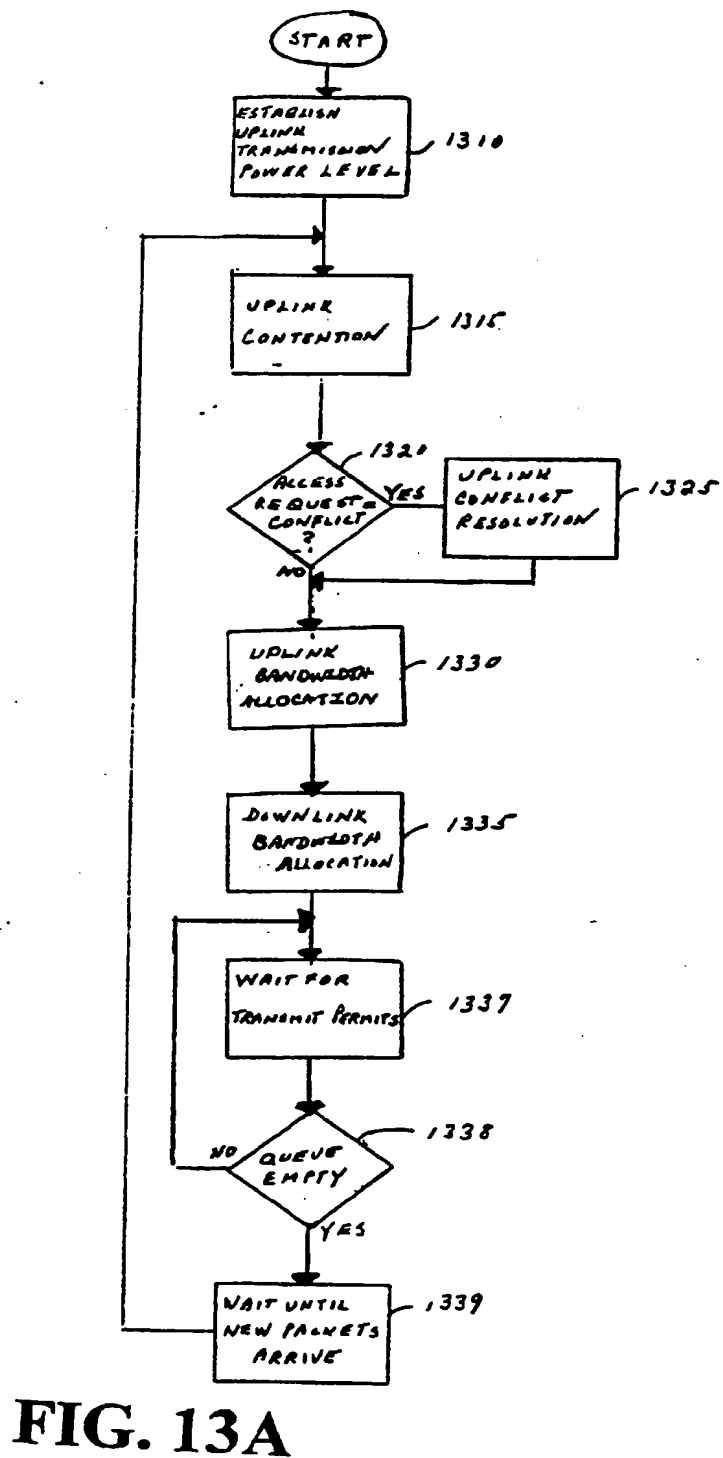 START
ESTABLISH
UPLINK
TRANSMISSION
POWER LEVEL
1310
UPLINK
CONTENTION
1315
1320
ACCESS
REQUEST
CONFLICT
?
YES
NO
UPLINK
CONFLICT
RESOLUTION
1325
UPLINK
BANDWIDTH
ALLOCATION
1330
DOWNLINK
BANDWIDTH
ALLOCATION
1335
WAIT FOR
TRANSMIT PERMITS
1337
1338
QUEUE
EMPTY
NO
YES
WAIT UNTIL
NEW PACKETS
ARRIVE
1339
FIG. 13A